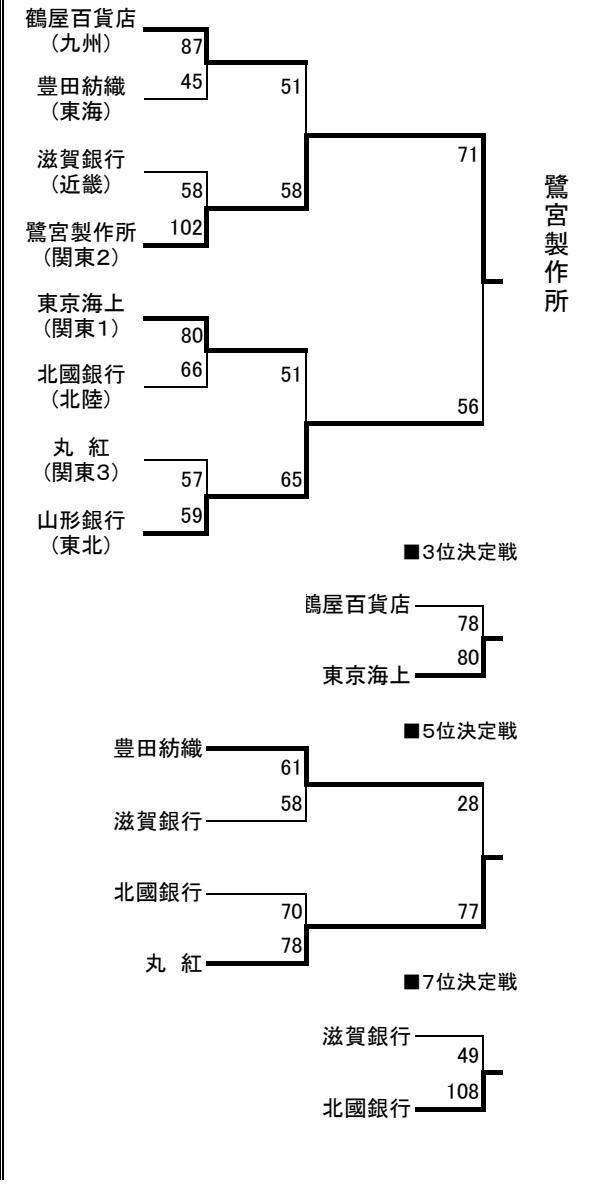 鶴屋百貨店
(九州)
87
豊田紡織
(東海)
45
51
滋賀銀行
(近畿)
58
58
鷺宮製作所
(関東2)
102
71
鷺宮製作所
東京海上
(関東1)
80
北國銀行
(北陸)
66
51
56
丸 紅
(関東3)
57
65
山形銀行
(東北)
59
■3位決定戦
鶴屋百貨店
78
東京海上
80
■5位決定戦
豊田紡織
61
滋賀銀行
58
28
北國銀行
70
77
丸 紅
78
■7位決定戦
滋賀銀行
49
北國銀行
108